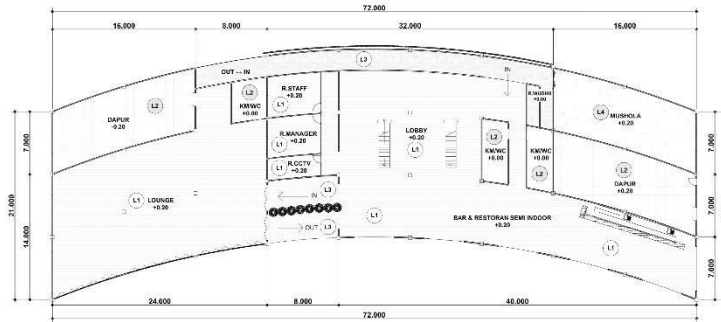 72.000
16.000 8.000 32.000 16.000
OUT ↔ IN
L3
IN
L2
DAPUR
-0.20
L2
KM/WC
+0.00
R.STAFF
+0.20
L1
R.MANAGER
+0.20
L1
R.CCTV
+0.20
L1
LOBBY
+0.20
L1
L2
KM/WC
+0.00
KM/WC
+0.00
L2
+0.00
L4
MUSHOLA
+0.20
L2
DAPUR
+0.20
L1
LOUNGE
+0.20
IN
L3
OUT
L3
L1
BAR & RESTORAN SEMI INDOOR
+0.20
L1
7.000
21.000
14.000
7.000
7.000
7.000
21.000
24.000 8.000 40.000
72.000